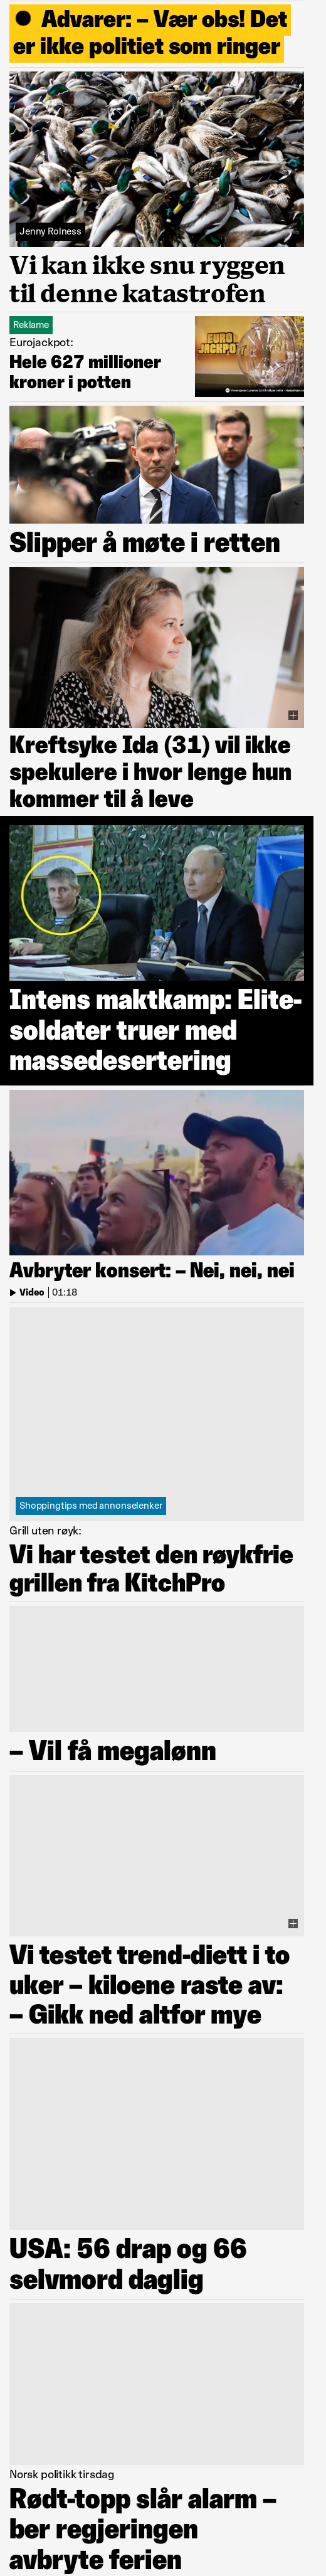 Advarer: – Vær obs! Det
er ikke politiet som ringer
Jenny Rolness
Vi kan ikke snu ryggen
til denne katastrofen
Reklame
Eurojackpot:
Hele 627 millioner
kroner i potten
EURO
JACKPO
Slipper å møte i retten
Kreftsyke Ida (31) vil ikke
spekulere i hvor lenge hun
kommer til å leve
Intens maktkamp: Elite-
soldater truer med
massedesertering
Avbryter konsert: – Nei, nei, nei
Video | 01:18
Shoppingtips med annonselenker
Grill uten røyk:
Vi har testet den røykfrie
grillen fra KitchPro
– Vil få megalønn
Vi testet trend-diett i to
uker – kiloene raste av:
– Gikk ned altfor mye
USA: 56 drap og 66
selvmord daglig
Norsk politikk tirsdag
Rødt-topp slår alarm –
ber regjeringen
avbryte ferien